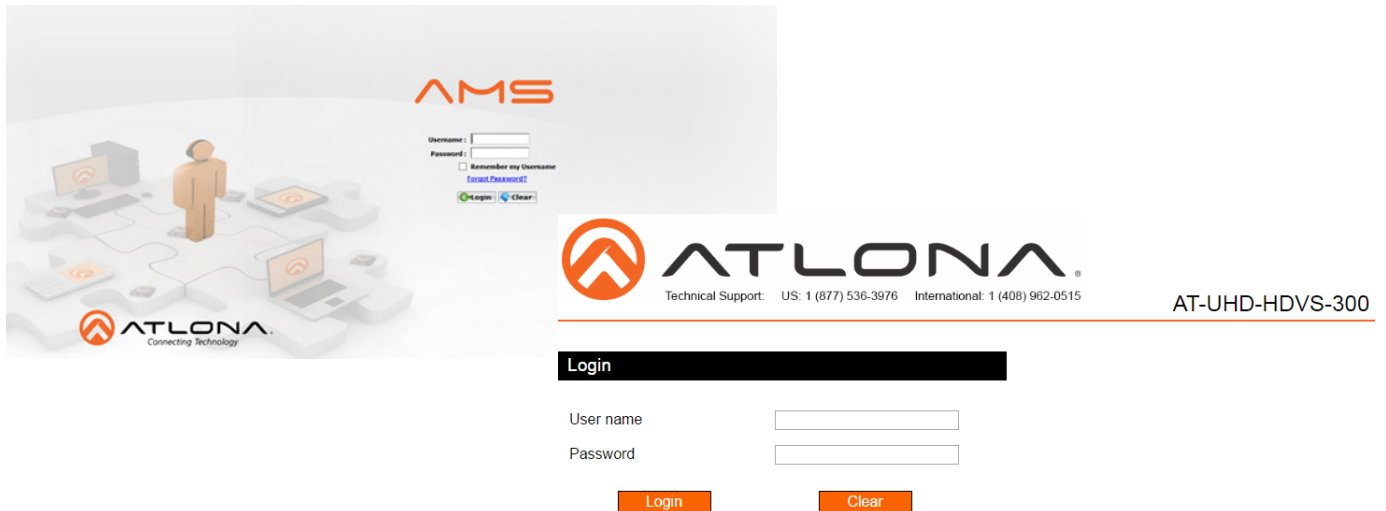 AMS
Username :
Password :
Remember my Username
Forgot Password?
Login Clear
ATLONA.
Connecting Technology
ATLONA®
Technical Support: US: 1 (877) 536-3976 International: 1 (408) 962-0515
AT-UHD-HDVS-300
Login
User name
Password
Login Clear